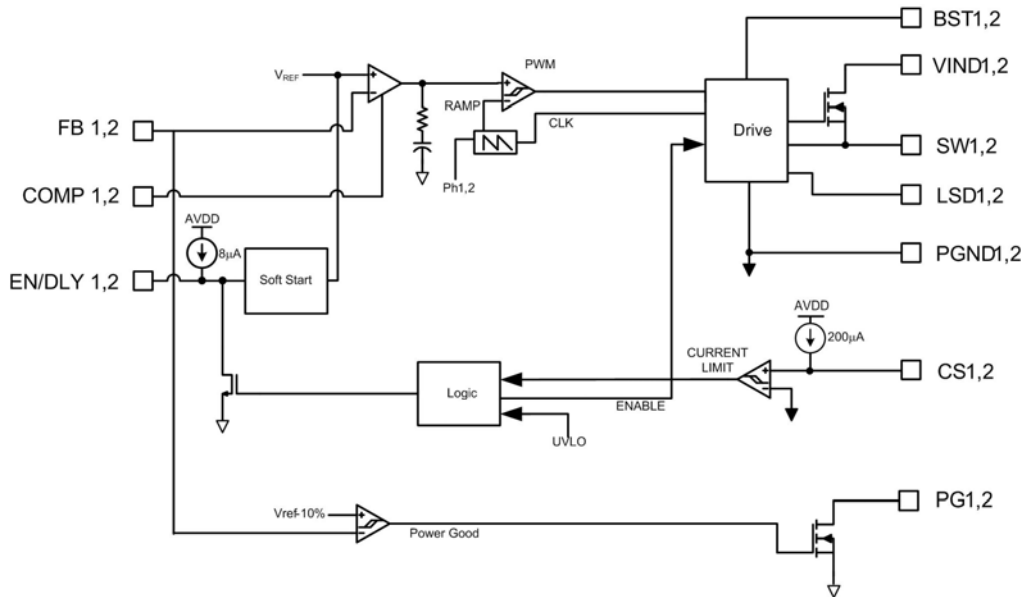 BST1,2
VIND1,2
PWM
VREF
RAMP
FB 1,2
CLK
Drive
SW1,2
Ph1,2
COMP 1,2
LSD1,2
AVDD
8µA
PGND1,2
EN/DLY 1,2
Soft Start
AVDD
200µA
CURRENT
LIMIT
CS1,2
Logic
ENABLE
UVLO
PG1,2
Vref-10%
Power Good